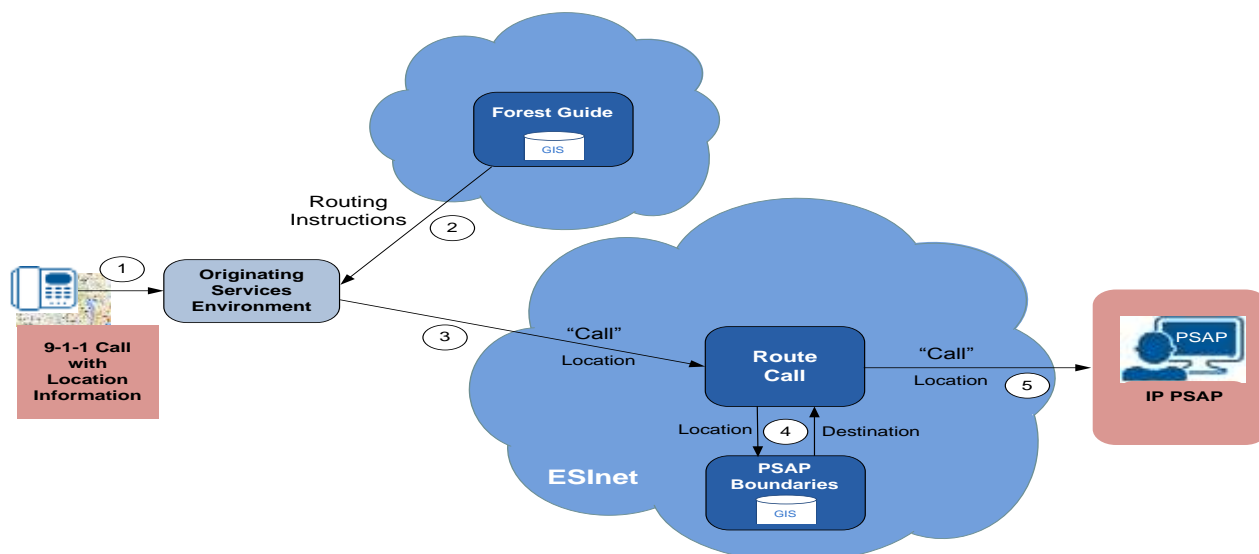 Forest Guide
GIS
Routing
Instructions
2
1
Originating
Services
Environment
9-1-1 Call
with
Location
Information
3
“Call”
Location
Route
Call
“Call”
Location
5
PSAP
IP PSAP
Location
4
Destination
PSAP
Boundaries
GIS
ESInet